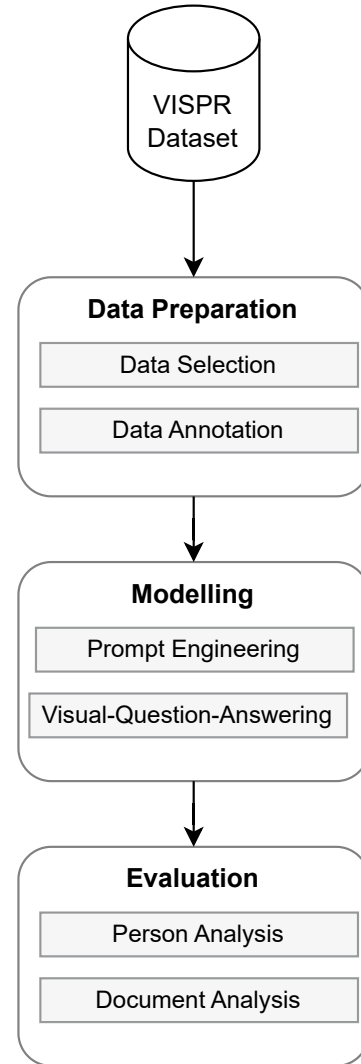 VISPR
Dataset
Data Preparation
Data Selection
Data Annotation
Modelling
Prompt Engineering
Visual-Question-Answering
Evaluation
Person Analysis
Document Analysis